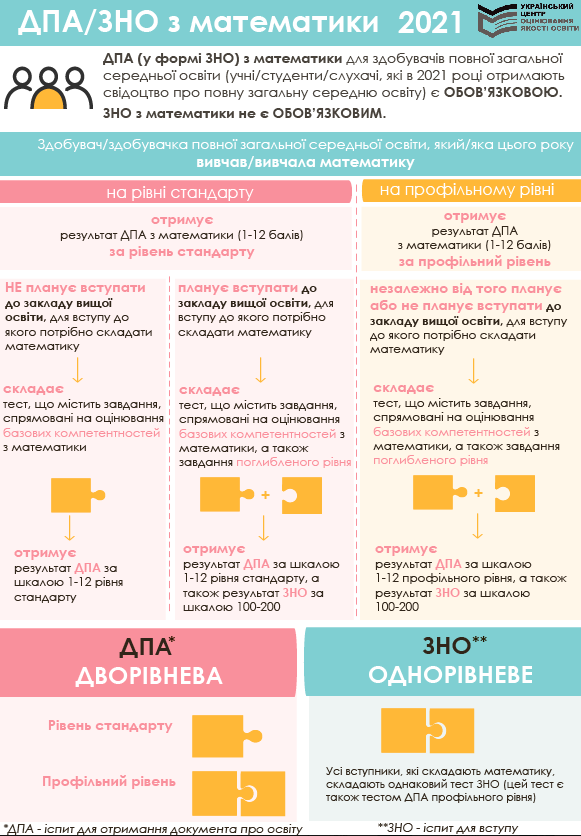 ДПА/ЗНО з математики 2021
УКРАЇНСЬКИЙ
ЦЕНТР
ОЦІНЮВАННЯ
ЯКОСТІ ОСВІТИ
ДПА (у формі ЗНО) з математики для здобувачів повної загальної
середньої освіти (учні/студенти/слухачі, які в 2021 році отримають
свідоцтво про повну загальну середню освіту) є ОБОВ'ЯЗКОВОЮ.
ЗНО з математики не є ОБОВ'ЯЗКОВИМ.
Здобувач/здобувачка повної загальної середньої освіти, який/яка цього року
вивчав/вивчала математику
на рівні стандарту
отримує
результат ДПА з математики (1-12 балів)
за рівень стандарту
на профільному рівні
отримує
результат ДПА
з математики (1-12 балів)
за профільний рівень
НЕ планує вступати
до закладу вищої
освіти, для вступу до
якого потрібно складати
математику
складає
тест, що містить завдання,
спрямовані на оцінювання
базових компетентностей
з математики
отримує
результат ДПА за
шкалою 1-12 рівня
стандарту
планує вступати до
закладу вищої освіти, для
вступу до якого потрібно
складати математику
складає
тест, що містить завдання,
спрямовані на оцінювання
базових компетентностей з
математики, а також
завдання поглибленого рівня
+
отримує
результат ДПА за шкалою
1-12 рівня стандарту, а
також результат ЗНО за
шкалою 100-200
незалежно від того планує
або не планує вступати до
закладу вищої освіти, для вступу
до якого потрібно складати
математику
складає
тест, що містить завдання,
спрямовані на оцінювання
базових компетентностей з
математики, а також завдання
поглибленого рівня
+
отримує
результат ДПА за шкалою
1-12 профільного рівня, а також
результат ЗНО за шкалою
100-200
ДПА*
ДВОРІВНЕВА
Рівень стандарту
Профільний рівень
*ДПА - іспит для отримання документа про освіту
ЗНО**
ОДНОРІВНЕВЕ
Усі вступники, які складають математику,
складають однаковий тест ЗНО (цей тест є
також тестом ДПА профільного рівня)
**ЗНО - іспит для вступу